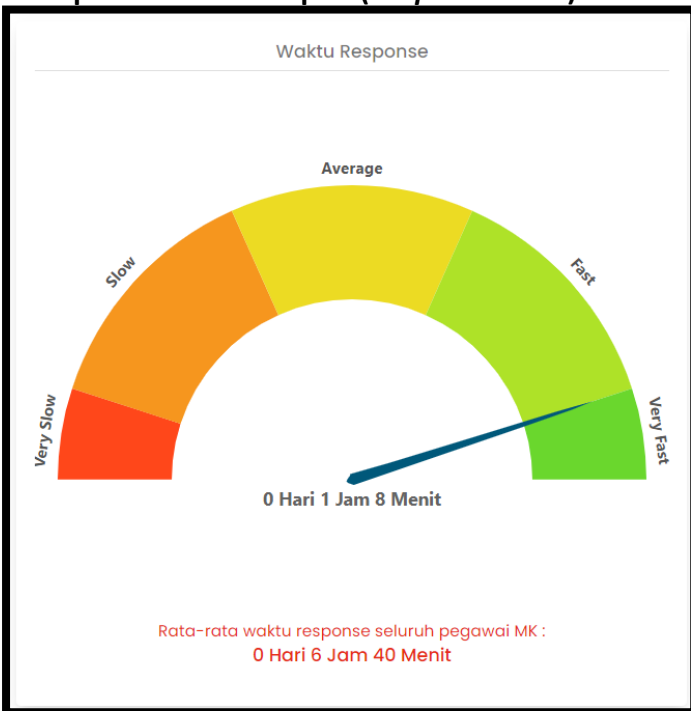 Waktu Response
Average
Slow
Fast
Very Slow
Very Fast
0 Hari 1 Jam 8 Menit
Rata-rata waktu response seluruh pegawai MK :
0 Hari 6 Jam 40 Menit